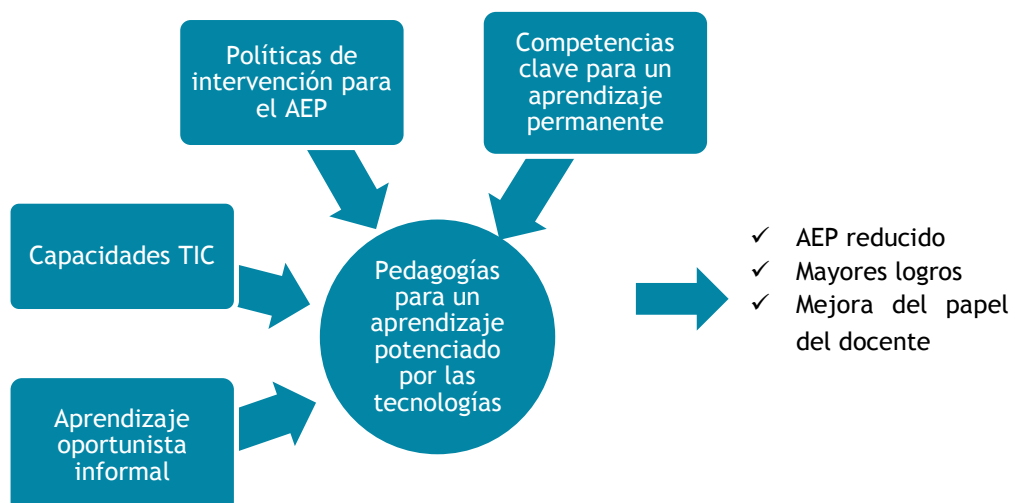 Políticas de
intervención para
el AEP
Competencias
clave para un
aprendizaje
permanente
Capacidades TIC
Aprendizaje
oportunista
informal
Pedagogías
para un
aprendizaje
potenciado
por las
tecnologías
✓ AEP reducido
✓ Mayores logros
✓ Mejora del papel
del docente